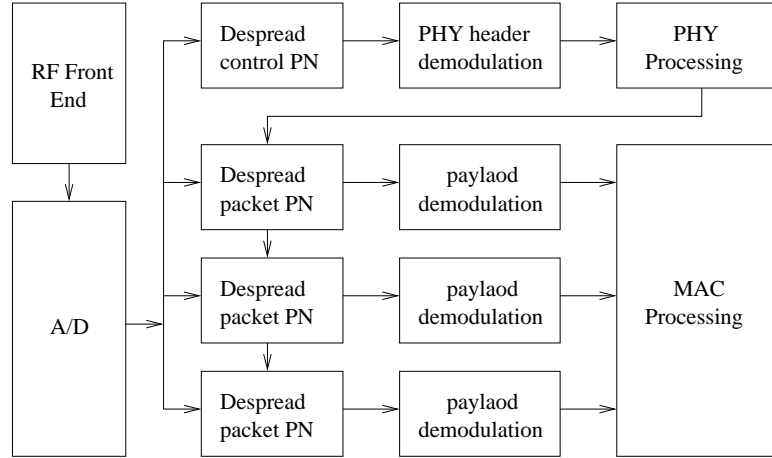 RF Front
End
A/D
Despread
control PN
PHY header
demodulation
PHY
Processing
Despread
packet PN
paylaod
demodulation
Despread
packet PN
paylaod
demodulation
Despread
packet PN
paylaod
demodulation
MAC
Processing